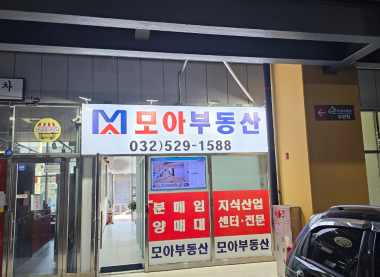 차
모아부동산
032)529-1588
분매임
양매대
모아부동산
지식산업
센터·전문
모아부동산